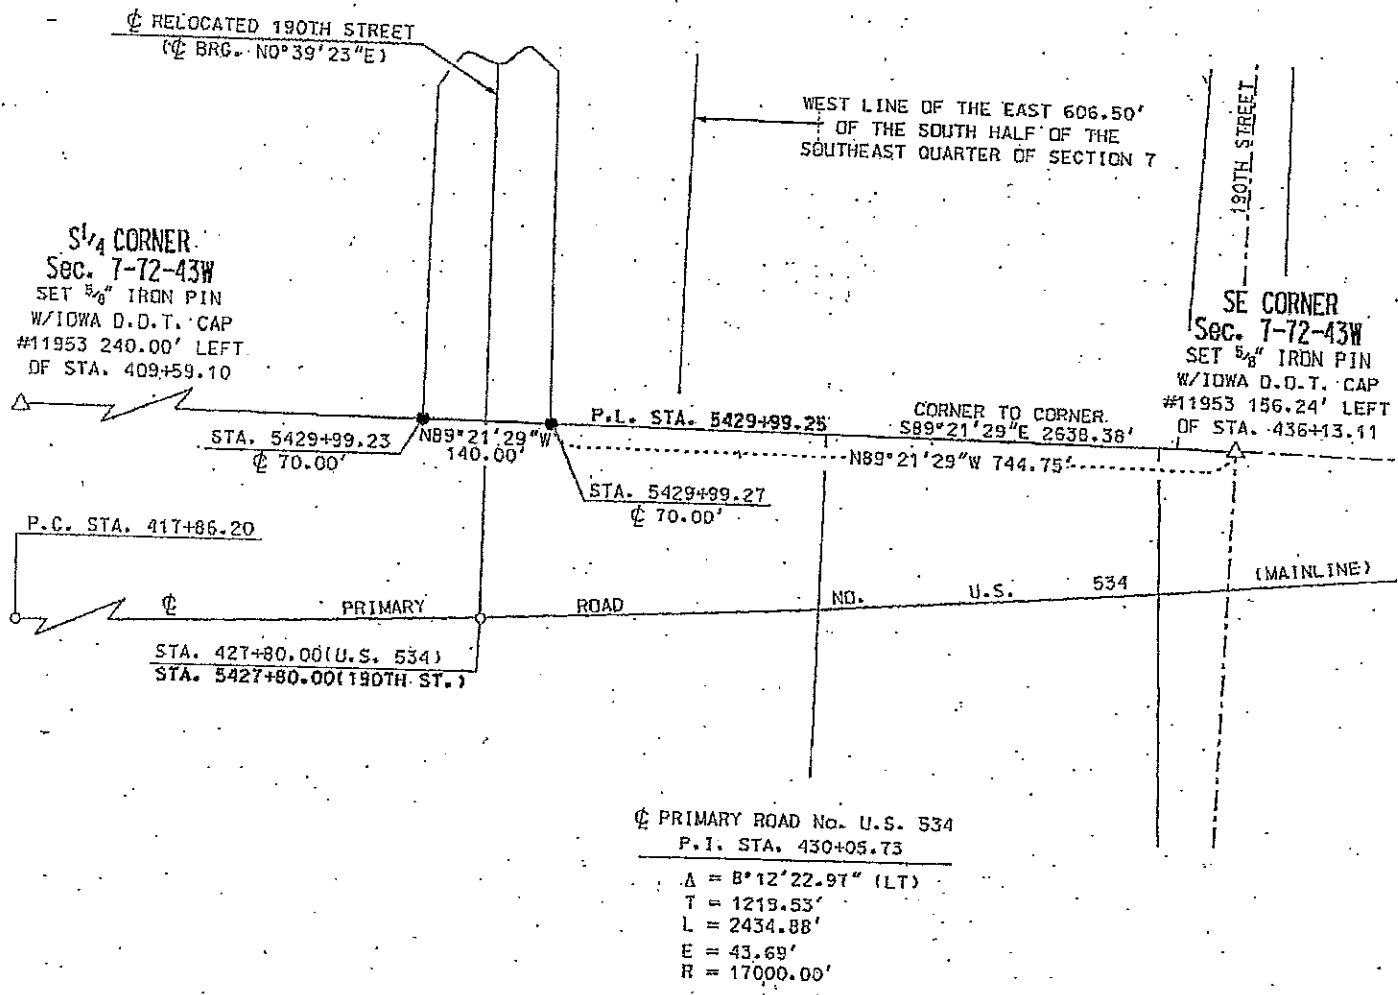 ℄ RELOCATED 190TH STREET
(℄ BRG. N0°39'23"E)
WEST LINE OF THE EAST 606.50'
OF THE SOUTH HALF OF THE
SOUTHEAST QUARTER OF SECTION 7
190TH STREET
S1/4 CORNER
Sec. 7-72-43W
SET 5/8" IRON PIN
W/IOWA D.O.T. CAP
#11953 240.00' LEFT
OF STA. 409+59.10
SE CORNER
Sec. 7-72-43W
SET 5/8" IRON PIN
W/IOWA D.O.T. CAP
#11953 156.24' LEFT
OF STA. 436+13.11
STA. 5429+99.23
℄ 70.00'
N89°21'29"W
140.00'
P.L. STA. 5429+99.25
CORNER TO CORNER
S89°21'29"E 2638.38'
N89°21'29"W 744.75'
STA. 5429+99.27
℄ 70.00'
P.C. STA. 417+86.20
℄ PRIMARY ROAD NO. U.S. 534 (MAINLINE)
STA. 427+80.00(U.S. 534)
STA. 5427+80.00(190TH ST.)
℄ PRIMARY ROAD No. U.S. 534
P.I. STA. 430+05.73
Δ = 8°12'22.97" (LT)
T = 1219.53'
L = 2434.88'
E = 43.69'
R = 17000.00'